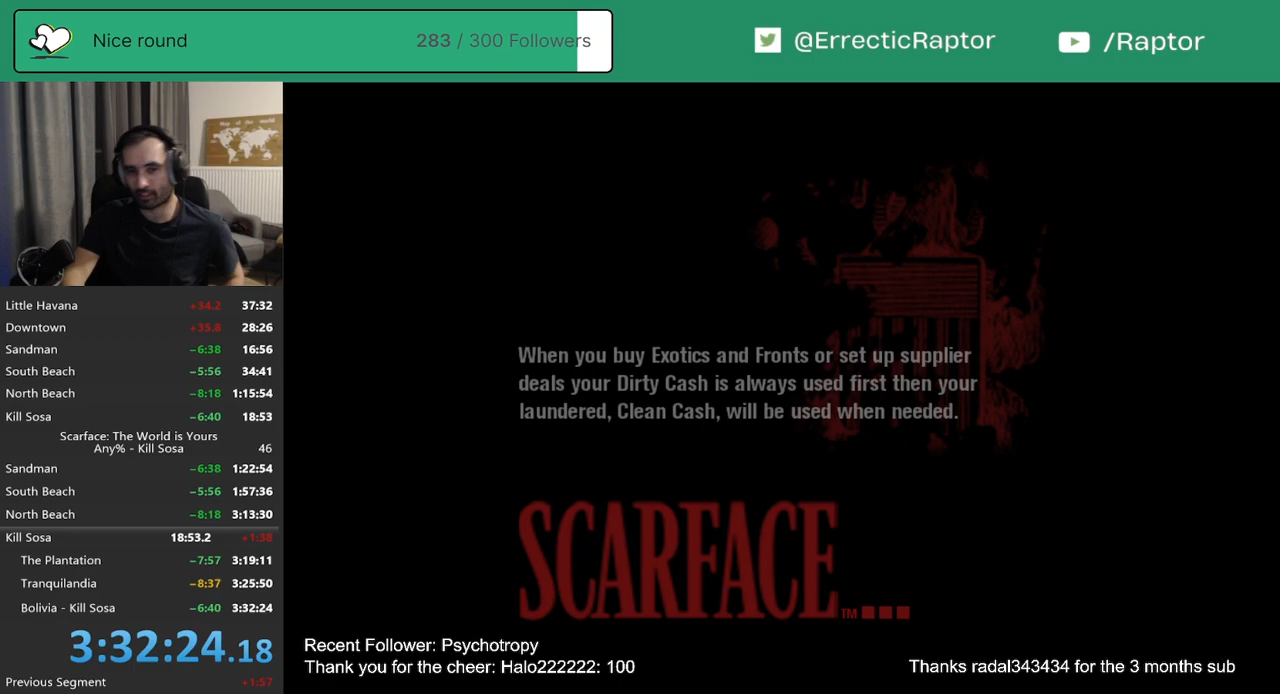 Nice round
283 / 300 Followers
@ErrecticRaptor
/Raptor
Map of the world
Little Havana +34.2 37:32
Downtown +35.8 28:26
Sandman −6:38 16:56
South Beach −5:56 34:41
North Beach −8:18 1:15:54
Kill Sosa −6:40 18:53
Scarface: The World is Yours
Any% - Kill Sosa 46
Sandman −6:38 1:22:54
South Beach −5:56 1:57:36
North Beach −8:18 3:13:30
Kill Sosa 18:53.2 +1:38
The Plantation −7:57 3:19:11
Tranquilandia −8:37 3:25:50
Bolivia - Kill Sosa −6:40 3:32:24
3:32:24.18
Previous Segment +1:57
When you buy Exotics and Fronts or set up supplier
deals your Dirty Cash is always used first then your
laundered, Clean Cash, will be used when needed.
SCARFACE TM
Recent Follower: Psychotropy
Thank you for the cheer: Halo222222: 100
Thanks radal343434 for the 3 months sub